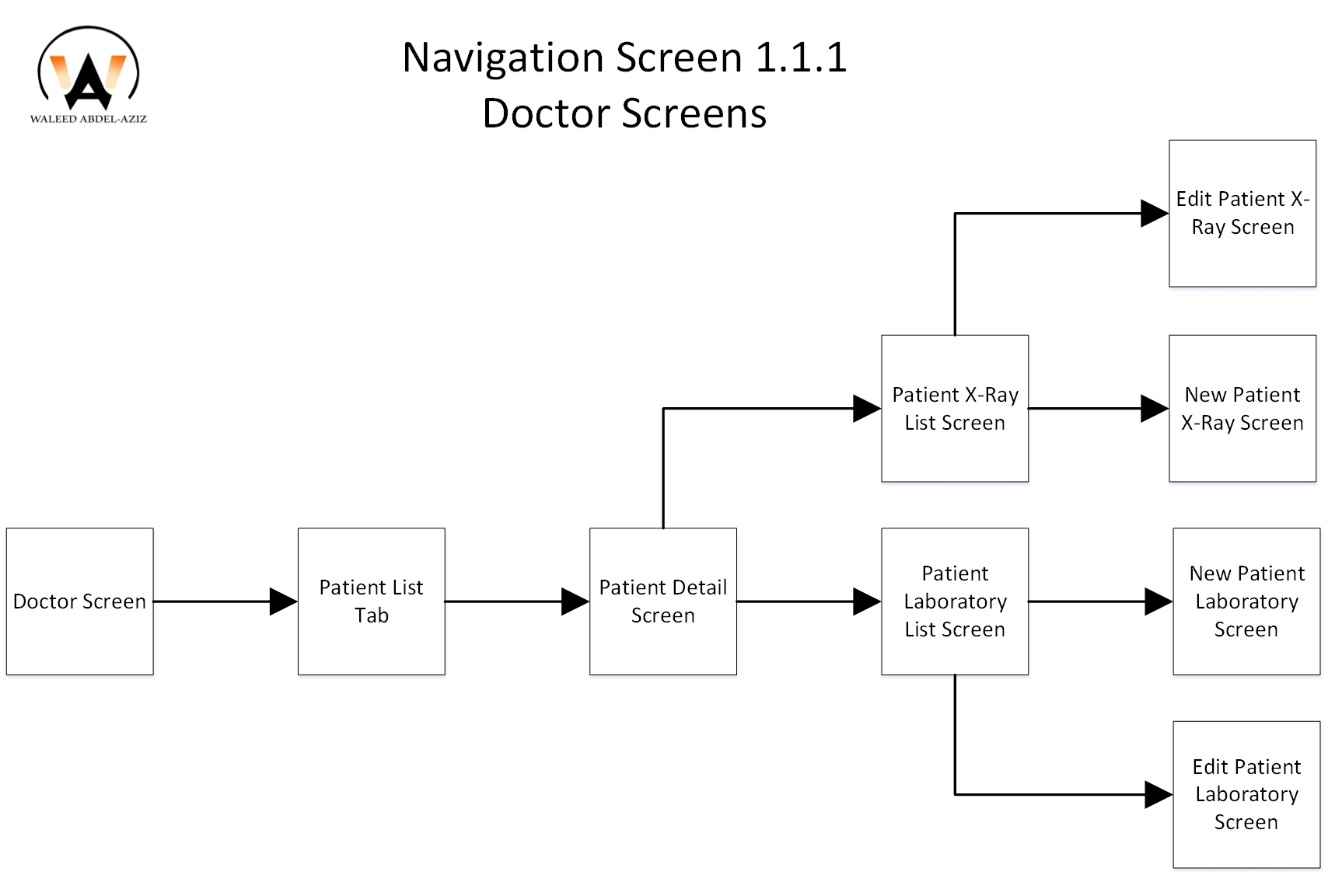 WALEED ABDEL-AZIZ
Navigation Screen 1.1.1
Doctor Screens
Edit Patient X-
Ray Screen
Patient X-Ray
List Screen
New Patient
X-Ray Screen
Doctor Screen
Patient List
Tab
Patient Detail
Screen
Patient
Laboratory
List Screen
New Patient
Laboratory
Screen
Edit Patient
Laboratory
Screen